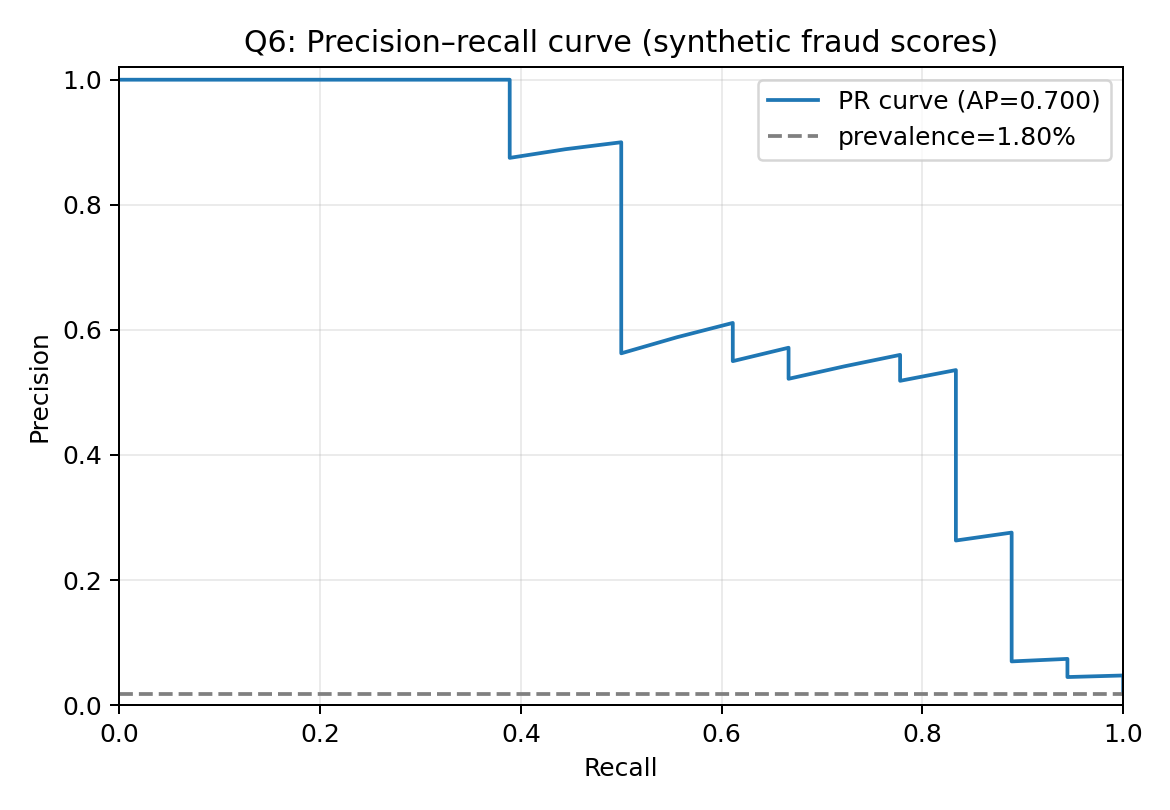 Q6: Precision–recall curve (synthetic fraud scores)
PR curve (AP=0.700)
prevalence=1.80%
Precision
1.0
0.8
0.6
0.4
0.2
0.0
0.0 0.2 0.4 0.6 0.8 1.0
Recall